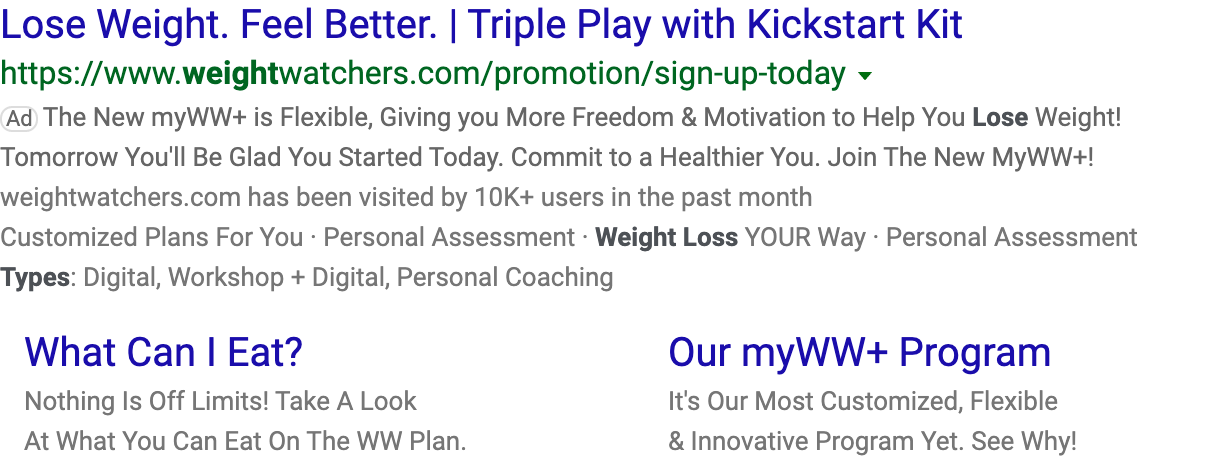 Lose Weight. Feel Better. | Triple Play with Kickstart Kit
https://www.weightwatchers.com/promotion/sign-up-today
Ad The New myWW+ is Flexible, Giving you More Freedom & Motivation to Help You Lose Weight!
Tomorrow You'll Be Glad You Started Today. Commit to a Healthier You. Join The New MyWW+!
weightwatchers.com has been visited by 10K+ users in the past month
Customized Plans For You · Personal Assessment · Weight Loss YOUR Way · Personal Assessment
Types: Digital, Workshop + Digital, Personal Coaching
What Can I Eat?
Nothing Is Off Limits! Take A Look
At What You Can Eat On The WW Plan.
Our myWW+ Program
It's Our Most Customized, Flexible
& Innovative Program Yet. See Why!